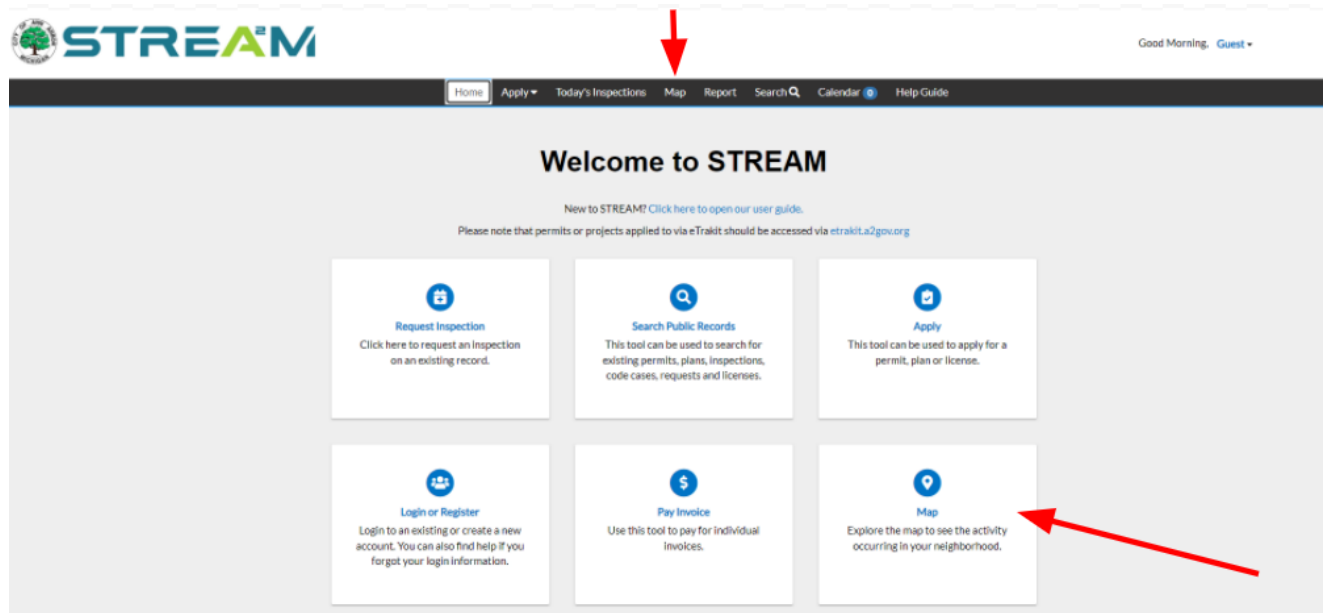 CITY OF ANN ARBOR
MICHIGAN
STREA2M
Good Morning, Guest
Home Apply Today's Inspections Map Report Search Calendar 0 Help Guide
Welcome to STREAM
New to STREAM? Click here to open our user guide.
Please note that permits or projects applied to via eTrakit should be accessed via etrakit.a2gov.org
Request Inspection
Click here to request an inspection
on an existing record.
Search Public Records
This tool can be used to search for
existing permits, plans, inspections,
code cases, requests and licenses.
Apply
This tool can be used to apply for a
permit, plan or license.
Login or Register
Login to an existing or create a new
account. You can also find help if you
forgot your login information.
Pay Invoice
Use this tool to pay for individual
invoices.
Map
Explore the map to see the activity
occurring in your neighborhood.